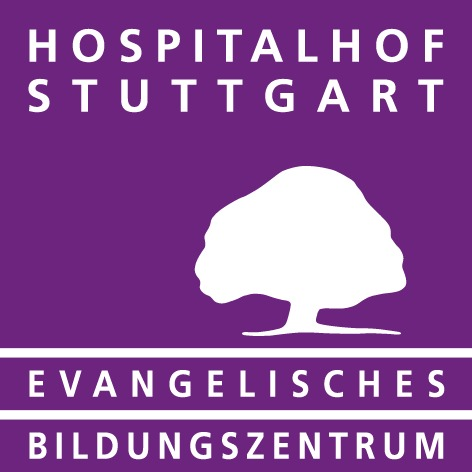 HOSPITALHOF
STUTTGART
EVANGELISCHES
BILDUNGSZENTRUM